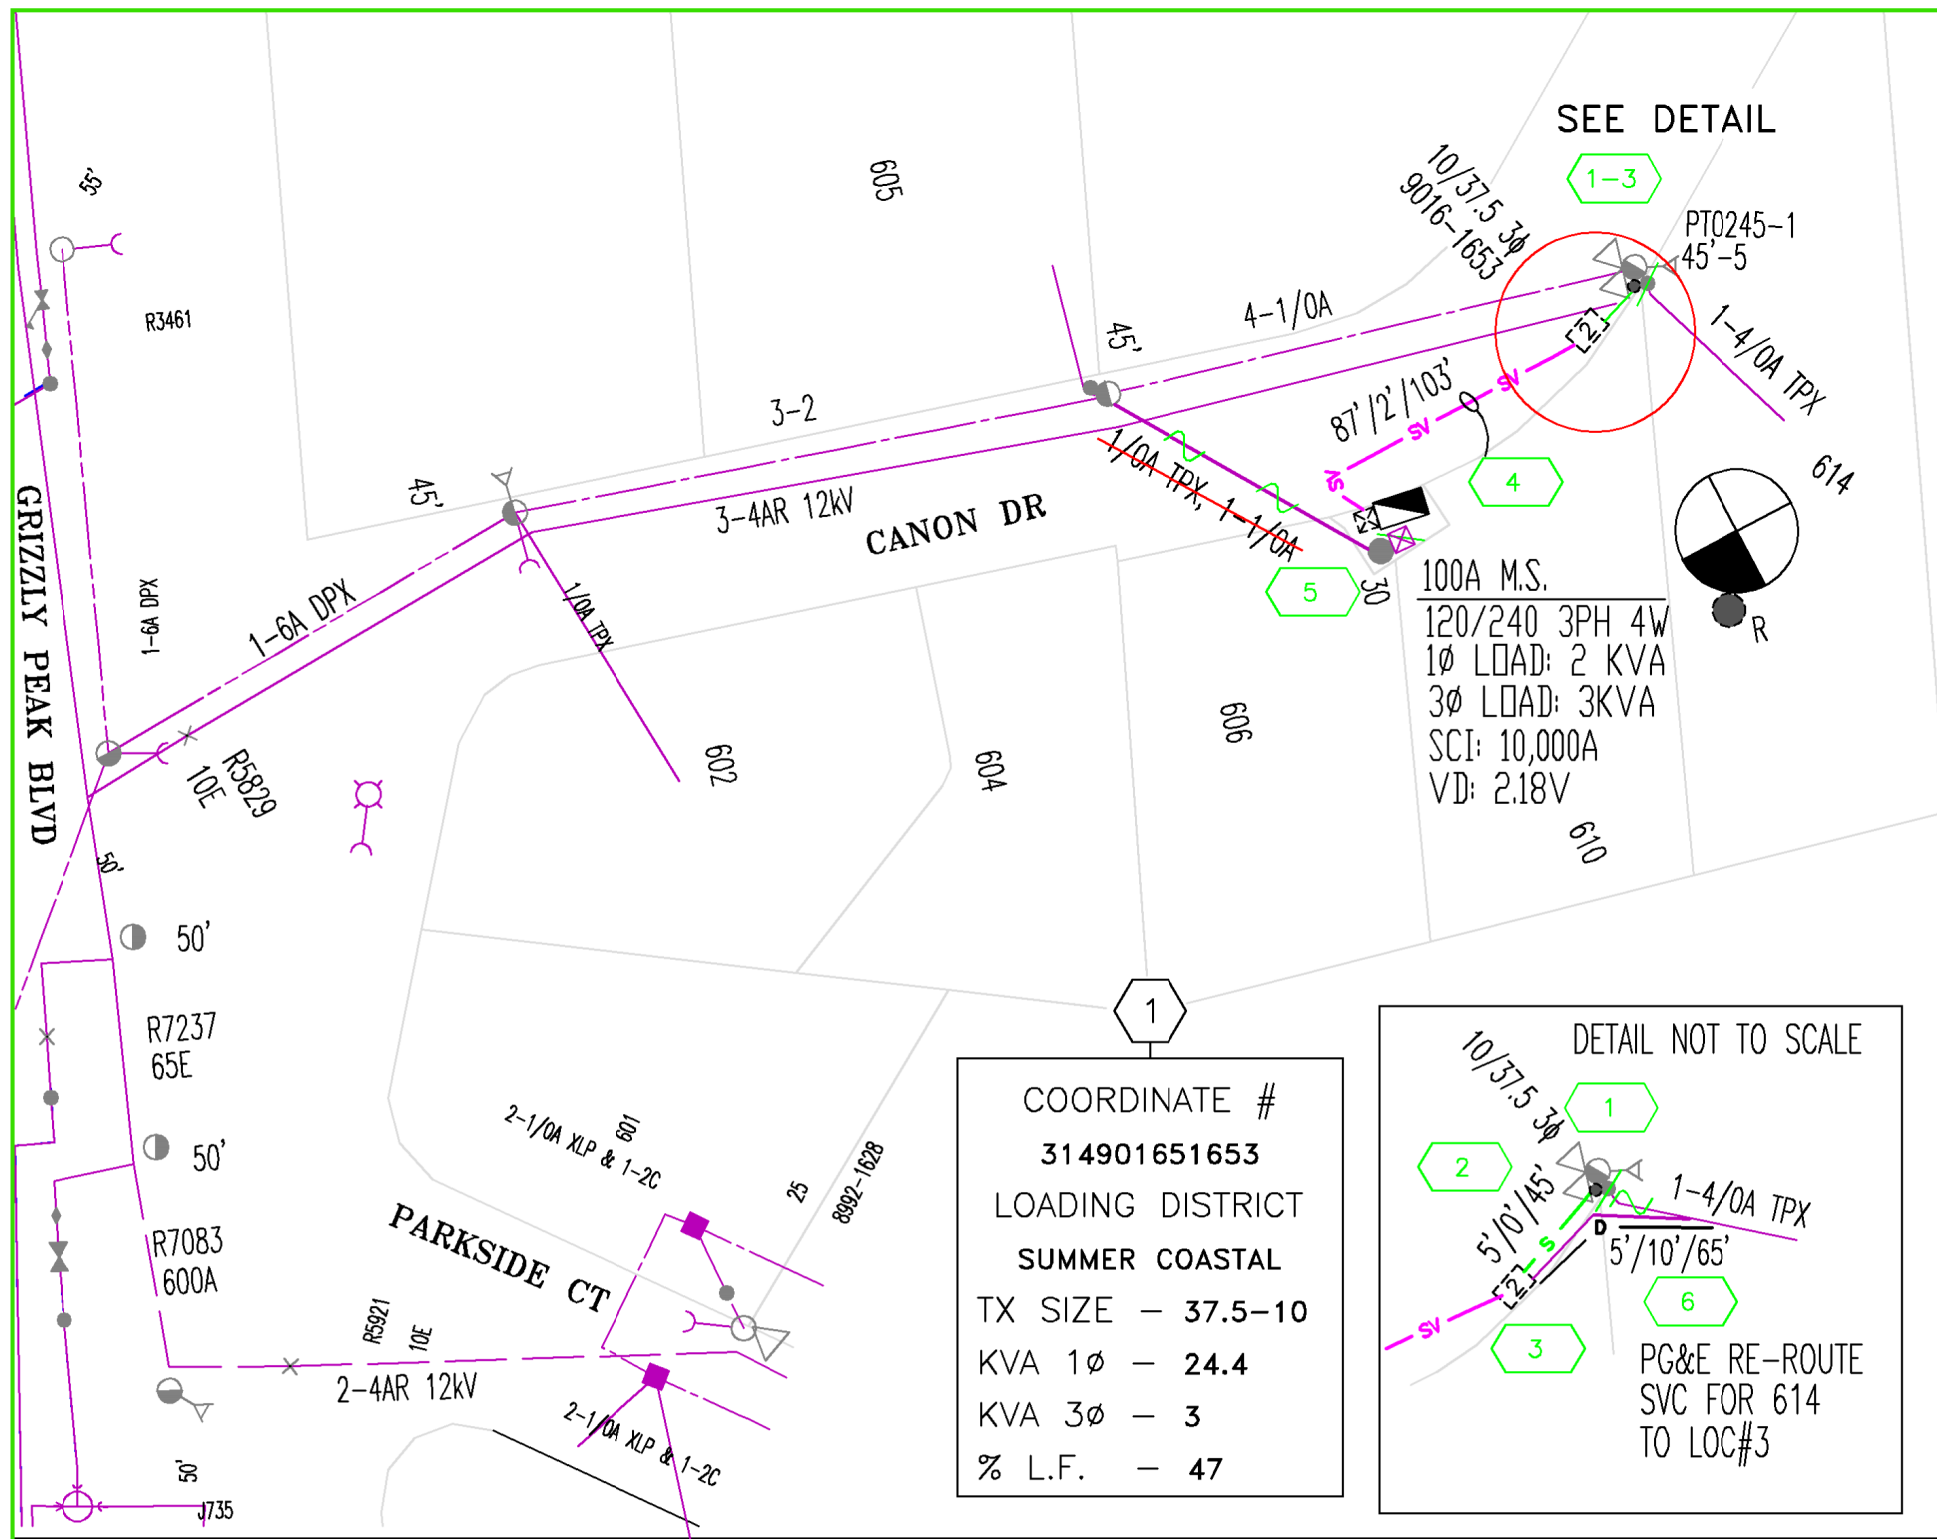 SEE DETAIL
1-3
10/37.5 3ϕ
9016-1653
PT0245-1
45'-5
55'
605
R3461
4-1/0A
45'
1-4/0A TPX
3-2
87'/2'/103'
SV
SV
SV
614
45'
3-4AR 12kV
CANON DR
1/0A TPX, 1-1/0A
4
2
GRIZZLY PEAK BLVD
1-6A DPX
1-6A DPX
1/0A TPX
5
30
100A M.S.
120/240 3PH 4W
1Ø LOAD: 2 KVA
3Ø LOAD: 3KVA
SCI: 10,000A
VD: 2.18V
R
R5829
10E
602
604
606
610
50'
50'
R7237
65E
50'
R7083
600A
R5921
10E
2-4AR 12kV
50'
J735
2-1/0A XLP & 1-2C
601
25
8992-1628
PARKSIDE CT
2-1/0A XLP & 1-2C
1
COORDINATE #
314901651653
LOADING DISTRICT
SUMMER COASTAL
TX SIZE - 37.5-10
KVA 1Ø - 24.4
KVA 3Ø - 3
% L.F. - 47
DETAIL NOT TO SCALE
10/37.5 3ϕ
1
2
5'/0'/45'
S
1-4/0A TPX
D
5'/10'/65'
2
SV
3
6
PG&E RE-ROUTE
SVC FOR 614
TO LOC#3